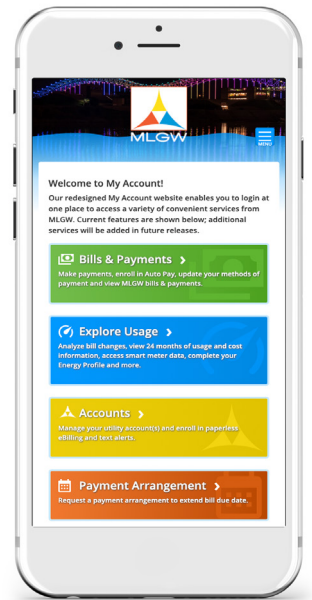 MLGW
MENU
Welcome to My Account!
Our redesigned My Account website enables you to login at
one place to access a variety of convenient services from
MLGW. Current features are shown below; additional
services will be added in future releases.
Bills & Payments >
Make payments, enroll in Auto Pay, update your methods of
payment and view MLGW bills & payments.
Explore Usage >
Analyze bill changes, view 24 months of usage and cost
information, access smart meter data, complete your
Energy Profile and more.
Accounts >
Manage your utility account(s) and enroll in paperless
eBilling and text alerts.
Payment Arrangement >
Request a payment arrangement to extend bill due date.